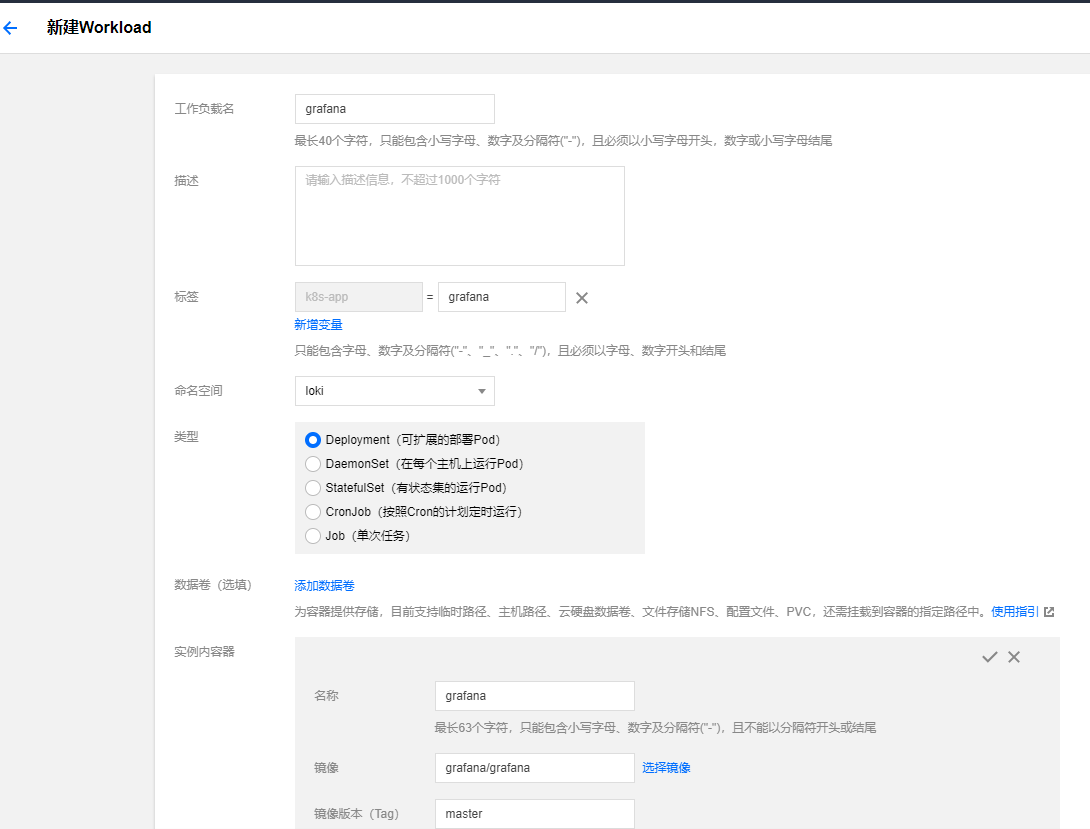 新建Workload
工作负载名
grafana
最长40个字符，只能包含小写字母、数字及分隔符("-")，且必须以小写字母开头，数字或小写字母结尾
描述
请输入描述信息，不超过1000个字符
标签
k8s-app = grafana
新增变量
只能包含字母、数字及分隔符("-"、"_"、"."、"/")，且必须以字母、数字开头和结尾
命名空间
loki
类型
Deployment（可扩展的部署Pod）
DaemonSet（在每个主机上运行Pod）
StatefulSet（有状态集的运行Pod）
CronJob（按照Cron的计划定时运行）
Job（单次任务）
数据卷（选填）
添加数据卷
为容器提供存储，目前支持临时路径、主机路径、云硬盘数据卷、文件存储NFS、配置文件、PVC，还需挂载到容器的指定路径中。使用指引
实例内容器
名称
grafana
最长63个字符，只能包含小写字母、数字及分隔符("-")，且不能以分隔符开头或结尾
镜像
grafana/grafana
选择镜像
镜像版本（Tag）
master